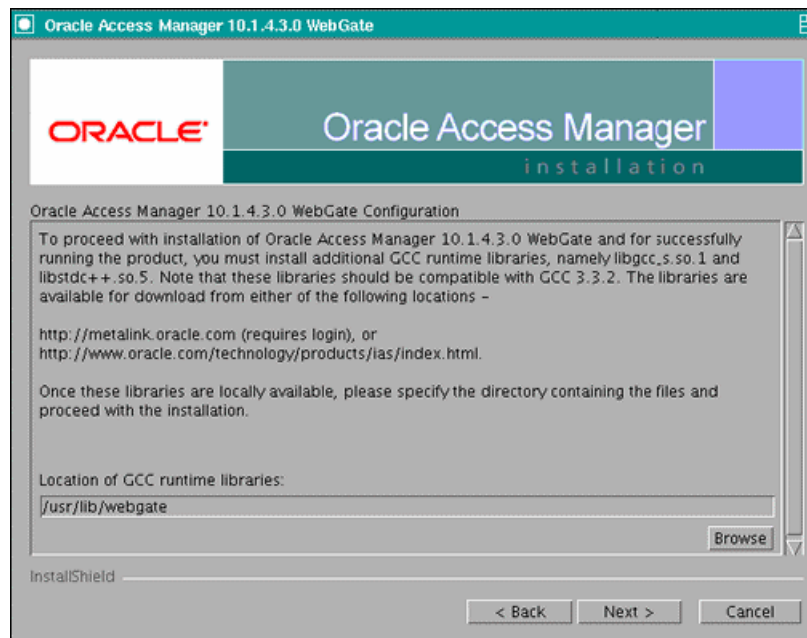 Oracle Access Manager 10.1.4.3.0 WebGate
ORACLE®
Oracle Access Manager
installation
Oracle Access Manager 10.1.4.3.0 WebGate Configuration
To proceed with installation of Oracle Access Manager 10.1.4.3.0 WebGate and for successfully
running the product, you must install additional GCC runtime libraries, namely libgcc_s.so.1 and
libstdc++.so.5. Note that these libraries should be compatible with GCC 3.3.2. The libraries are
available for download from either of the following locations -
http://metalink.oracle.com (requires login), or
http://www.oracle.com/technology/products/ias/index.html.
Once these libraries are locally available, please specify the directory containing the files and
proceed with the installation.
Location of GCC runtime libraries:
/usr/lib/webgate
Browse
InstallShield
< Back
Next >
Cancel